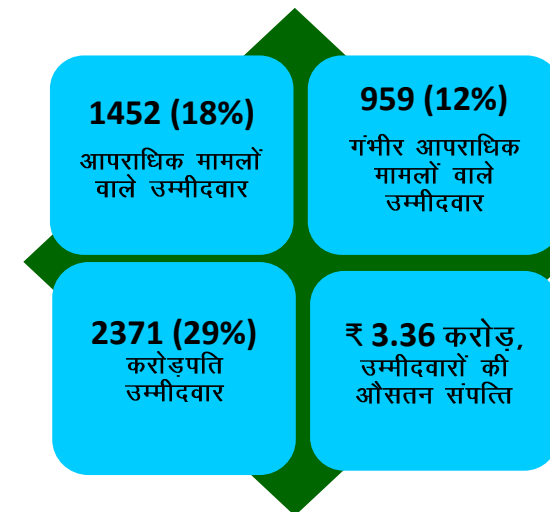 1452 (18%)
आपराधिक मामलों
वाले उम्मीदवार
959 (12%)
गंभीर आपराधिक
मामलों वाले
उम्मीदवार
2371 (29%)
करोड़पति
उम्मीदवार
₹ 3.36 करोड़,
उम्मीदवारों की
औसतन संपत्ति